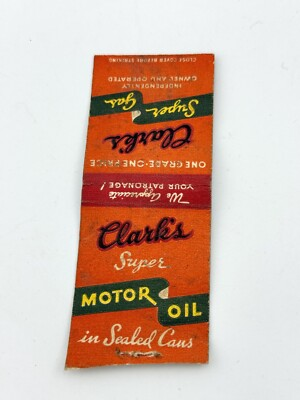 CLOSE COVER BEFORE STRIKING
INDEPENDENTLY
OWNED AND OPERATED
Super
Gas
Clark's
ONE GRADE-ONE PRICE
We Appreciate
YOUR PATRONAGE!
Clark's
Super
MOTOR OIL
in Sealed Cans